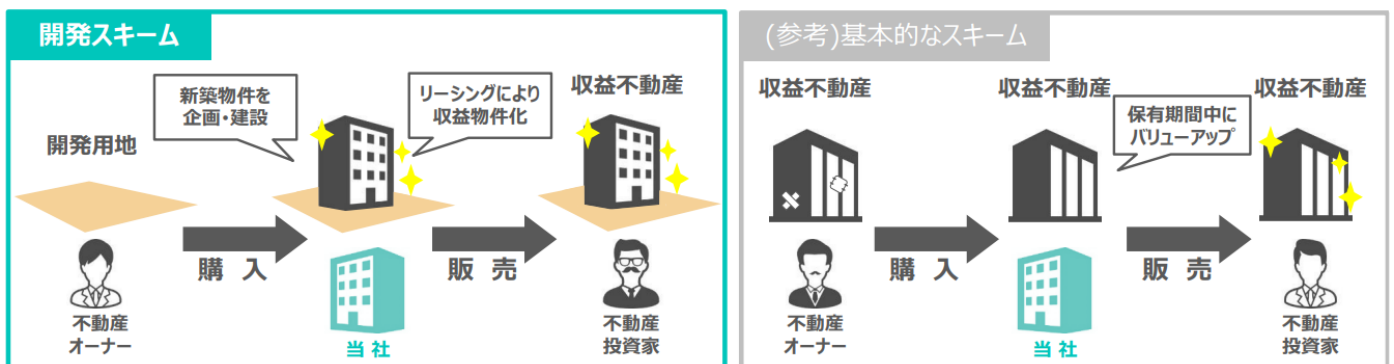 開発スキーム
開発用地
新築物件を
企画・建設
リーシングにより
収益物件化
収益不動産
購 入
販 売
不動産
オーナー
当 社
不動産
投資家
(参考)基本的なスキーム
収益不動産
収益不動産
保有期間中に
バリューアップ
収益不動産
購 入
販 売
不動産
オーナー
当 社
不動産
投資家